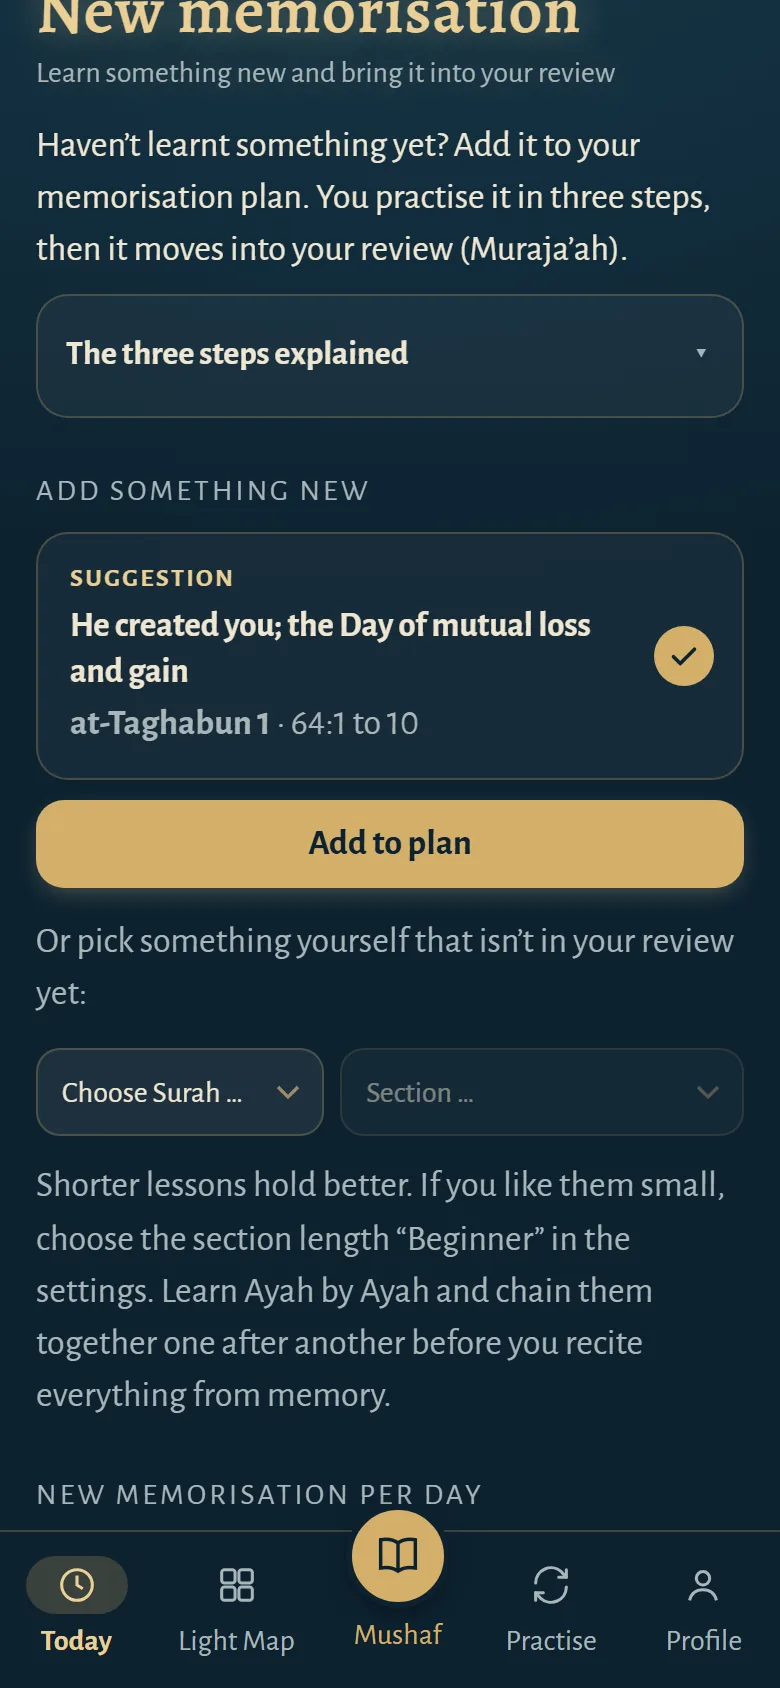 New memorisation
Learn something new and bring it into your review
Haven’t learnt something yet? Add it to your
memorisation plan. You practise it in three steps,
then it moves into your review (Muraja’ah).
The three steps explained
ADD SOMETHING NEW
SUGGESTION
He created you; the Day of mutual loss
and gain
at-Taghabun 1 · 64:1 to 10
Add to plan
Or pick something yourself that isn’t in your review
yet:
Choose Surah ...
Section ...
Shorter lessons hold better. If you like them small,
choose the section length “Beginner” in the
settings. Learn Ayah by Ayah and chain them
together one after another before you recite
everything from memory.
NEW MEMORISATION PER DAY
Today
Light Map
Mushaf
Practise
Profile